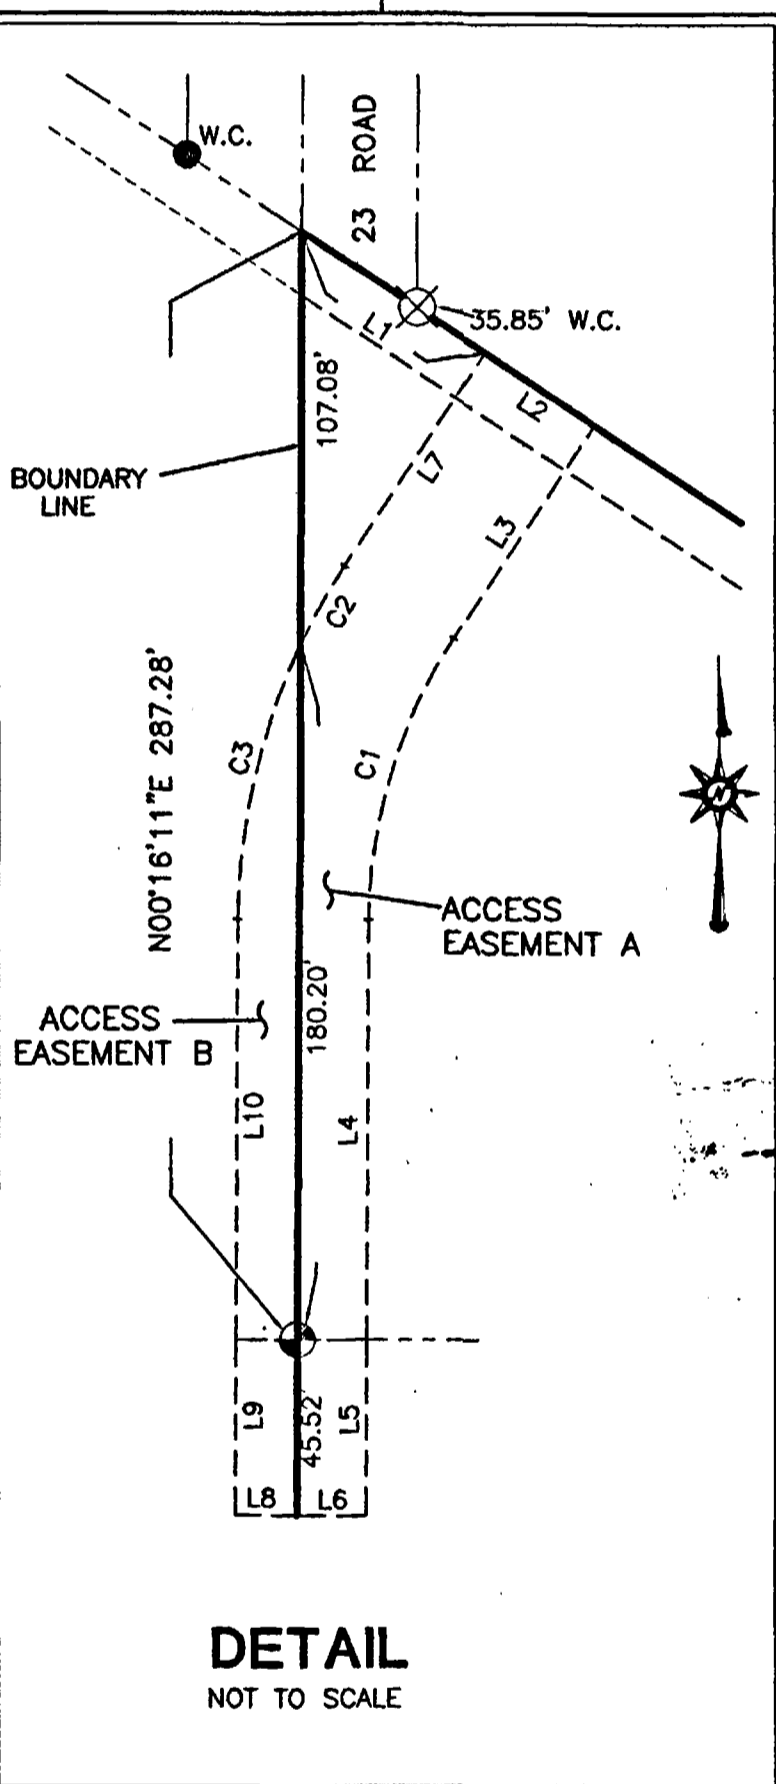 W.C.
23 ROAD
35.85' W.C.
L1
L2
107.08'
L7
BOUNDARY
LINE
L3
C2
N00°16'11"E 287.28'
C3
C1
N
ACCESS
EASEMENT A
180.20'
ACCESS
EASEMENT B
L10
L4
L9
45.52'
L5
L8
L6
DETAIL
NOT TO SCALE